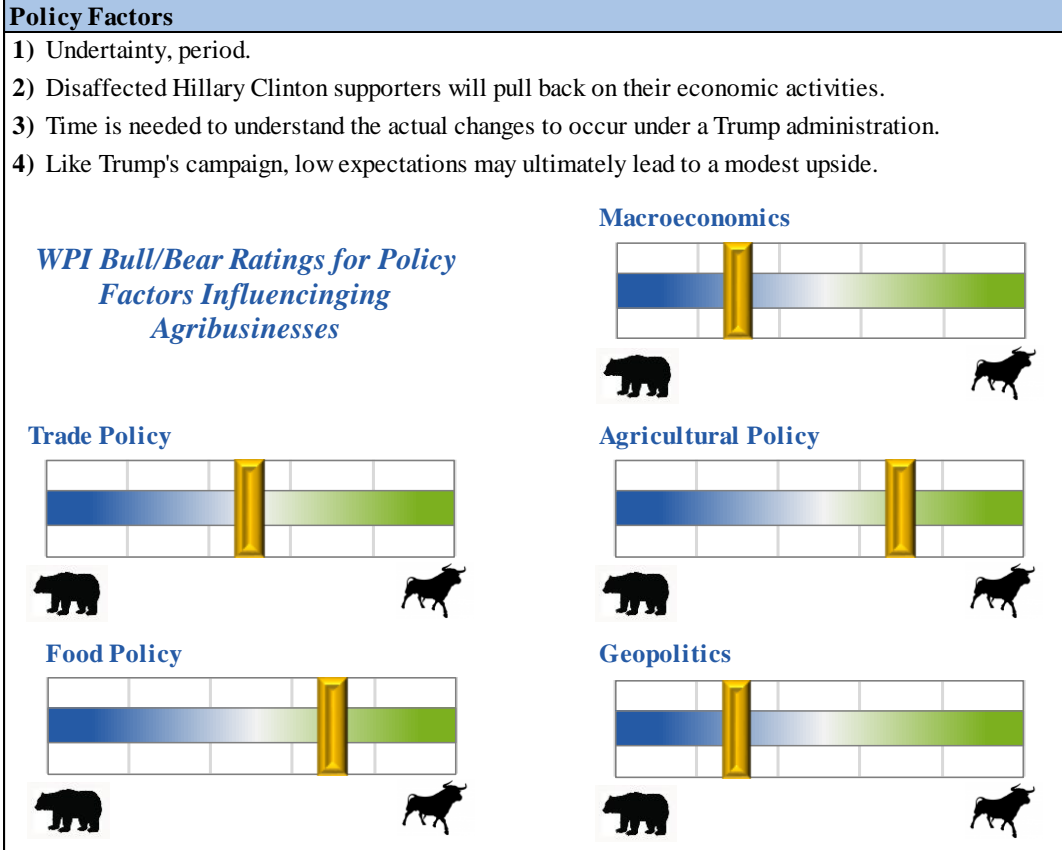 Policy Factors
1) Undertainty, period.
2) Disaffected Hillary Clinton supporters will pull back on their economic activities.
3) Time is needed to understand the actual changes to occur under a Trump administration.
4) Like Trump's campaign, low expectations may ultimately lead to a modest upside.
WPI Bull/Bear Ratings for Policy
Factors Influencinging
Agribusinesses
Macroeconomics
Trade Policy
Agricultural Policy
Food Policy
Geopolitics